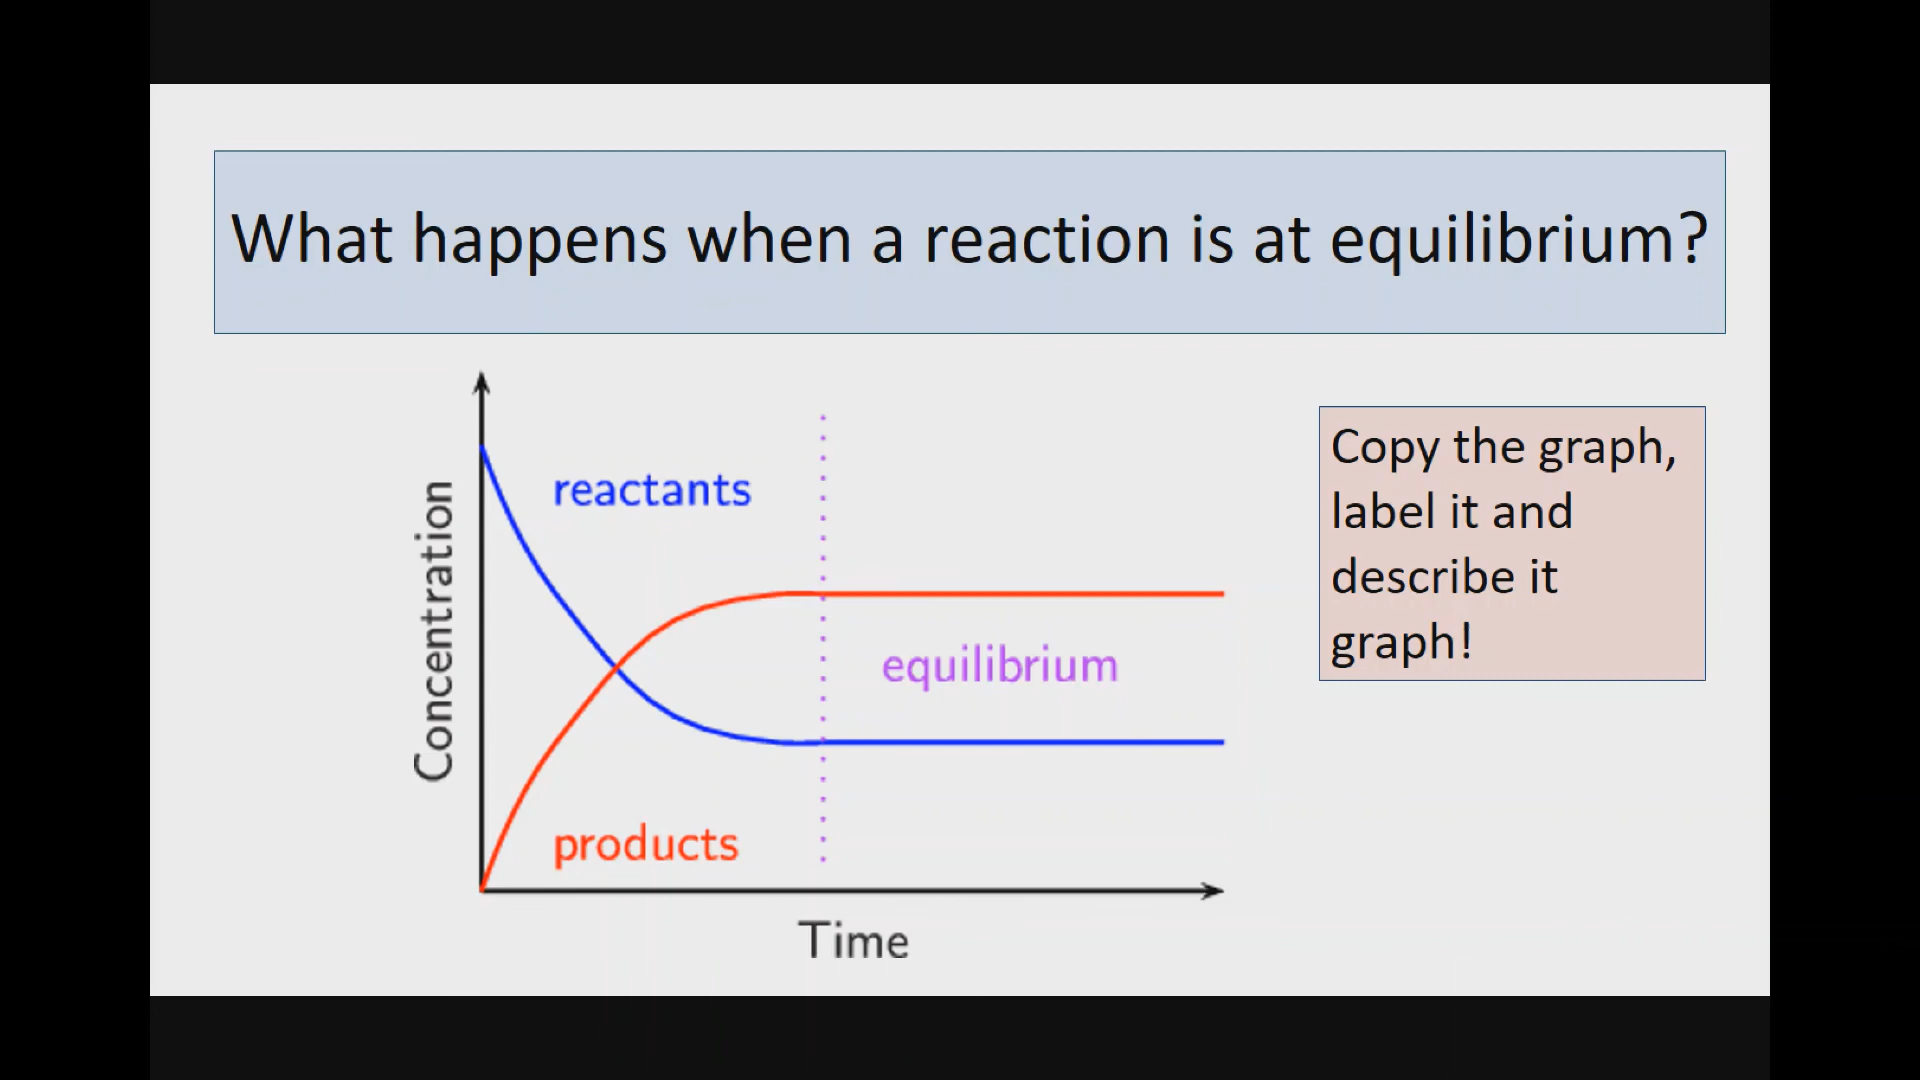 What happens when a reaction is at equilibrium?
Concentration
reactants
equilibrium
products
Time
Copy the graph,
label it and
describe it
graph!